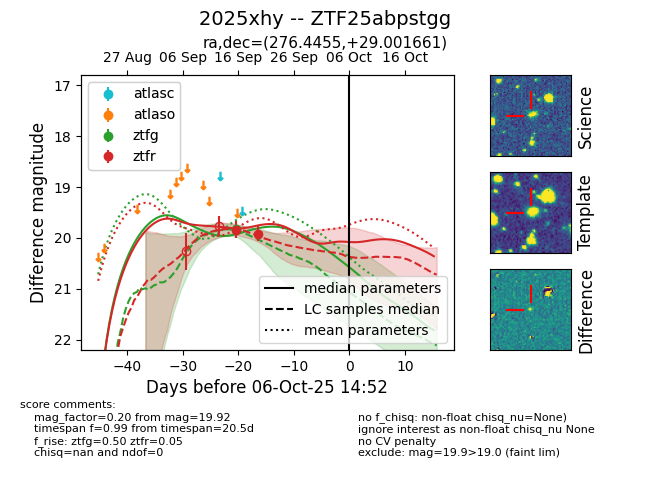 2025xhy -- ZTF25abpstgg
ra,dec=(276.4455,+29.001661)
27 Aug 06 Sep 16 Sep 26 Sep 06 Oct 16 Oct
17
18
19
20
21
22
Difference magnitude
atlasc
atlaso
ztfg
ztfr
median parameters
LC samples median
mean parameters
−40 −30 −20 −10 0 10
Days before 06-Oct-25 14:52
Science
Template
Difference
score comments:
mag_factor=0.20 from mag=19.92
timespan f=0.99 from timespan=20.5d
f_rise: ztfg=0.50 ztfr=0.05
chisq=nan and ndof=0
no f_chisq: non-float chisq_nu=None)
ignore interest as non-float chisq_nu None
no CV penalty
exclude: mag=19.9>19.0 (faint lim)